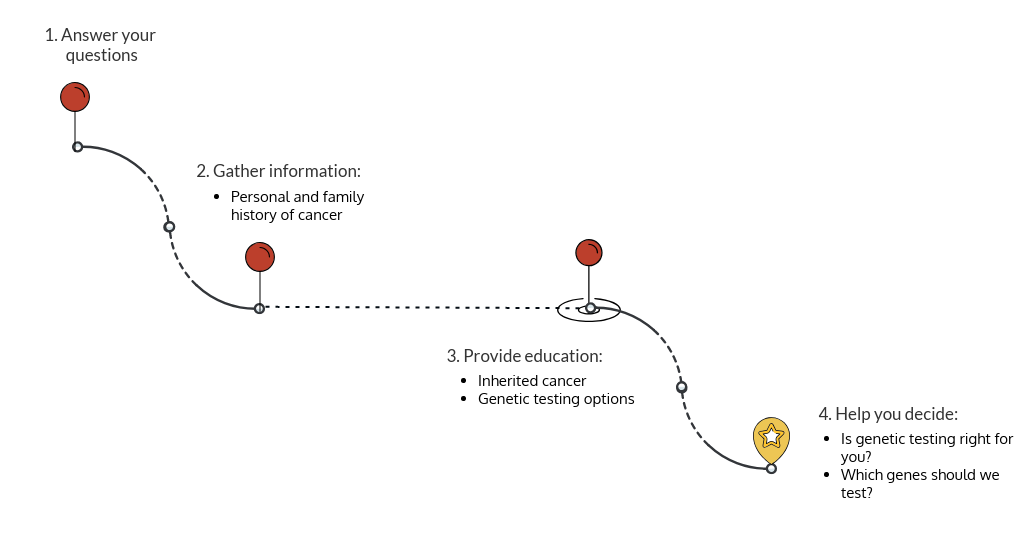 1. Answer your
questions
2. Gather information:
• Personal and family
history of cancer
3. Provide education:
• Inherited cancer
• Genetic testing options
4. Help you decide:
• Is genetic testing right for
you?
• Which genes should we
test?